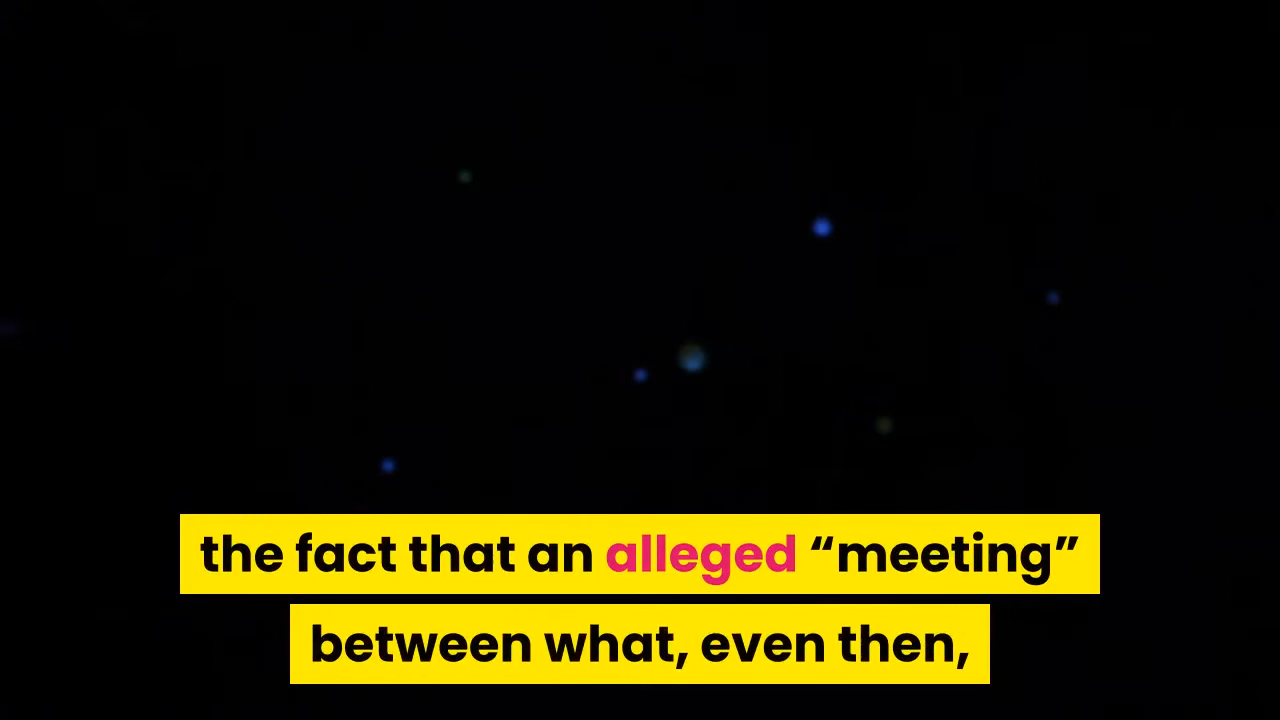 the fact that an alleged “meeting”
between what, even then,